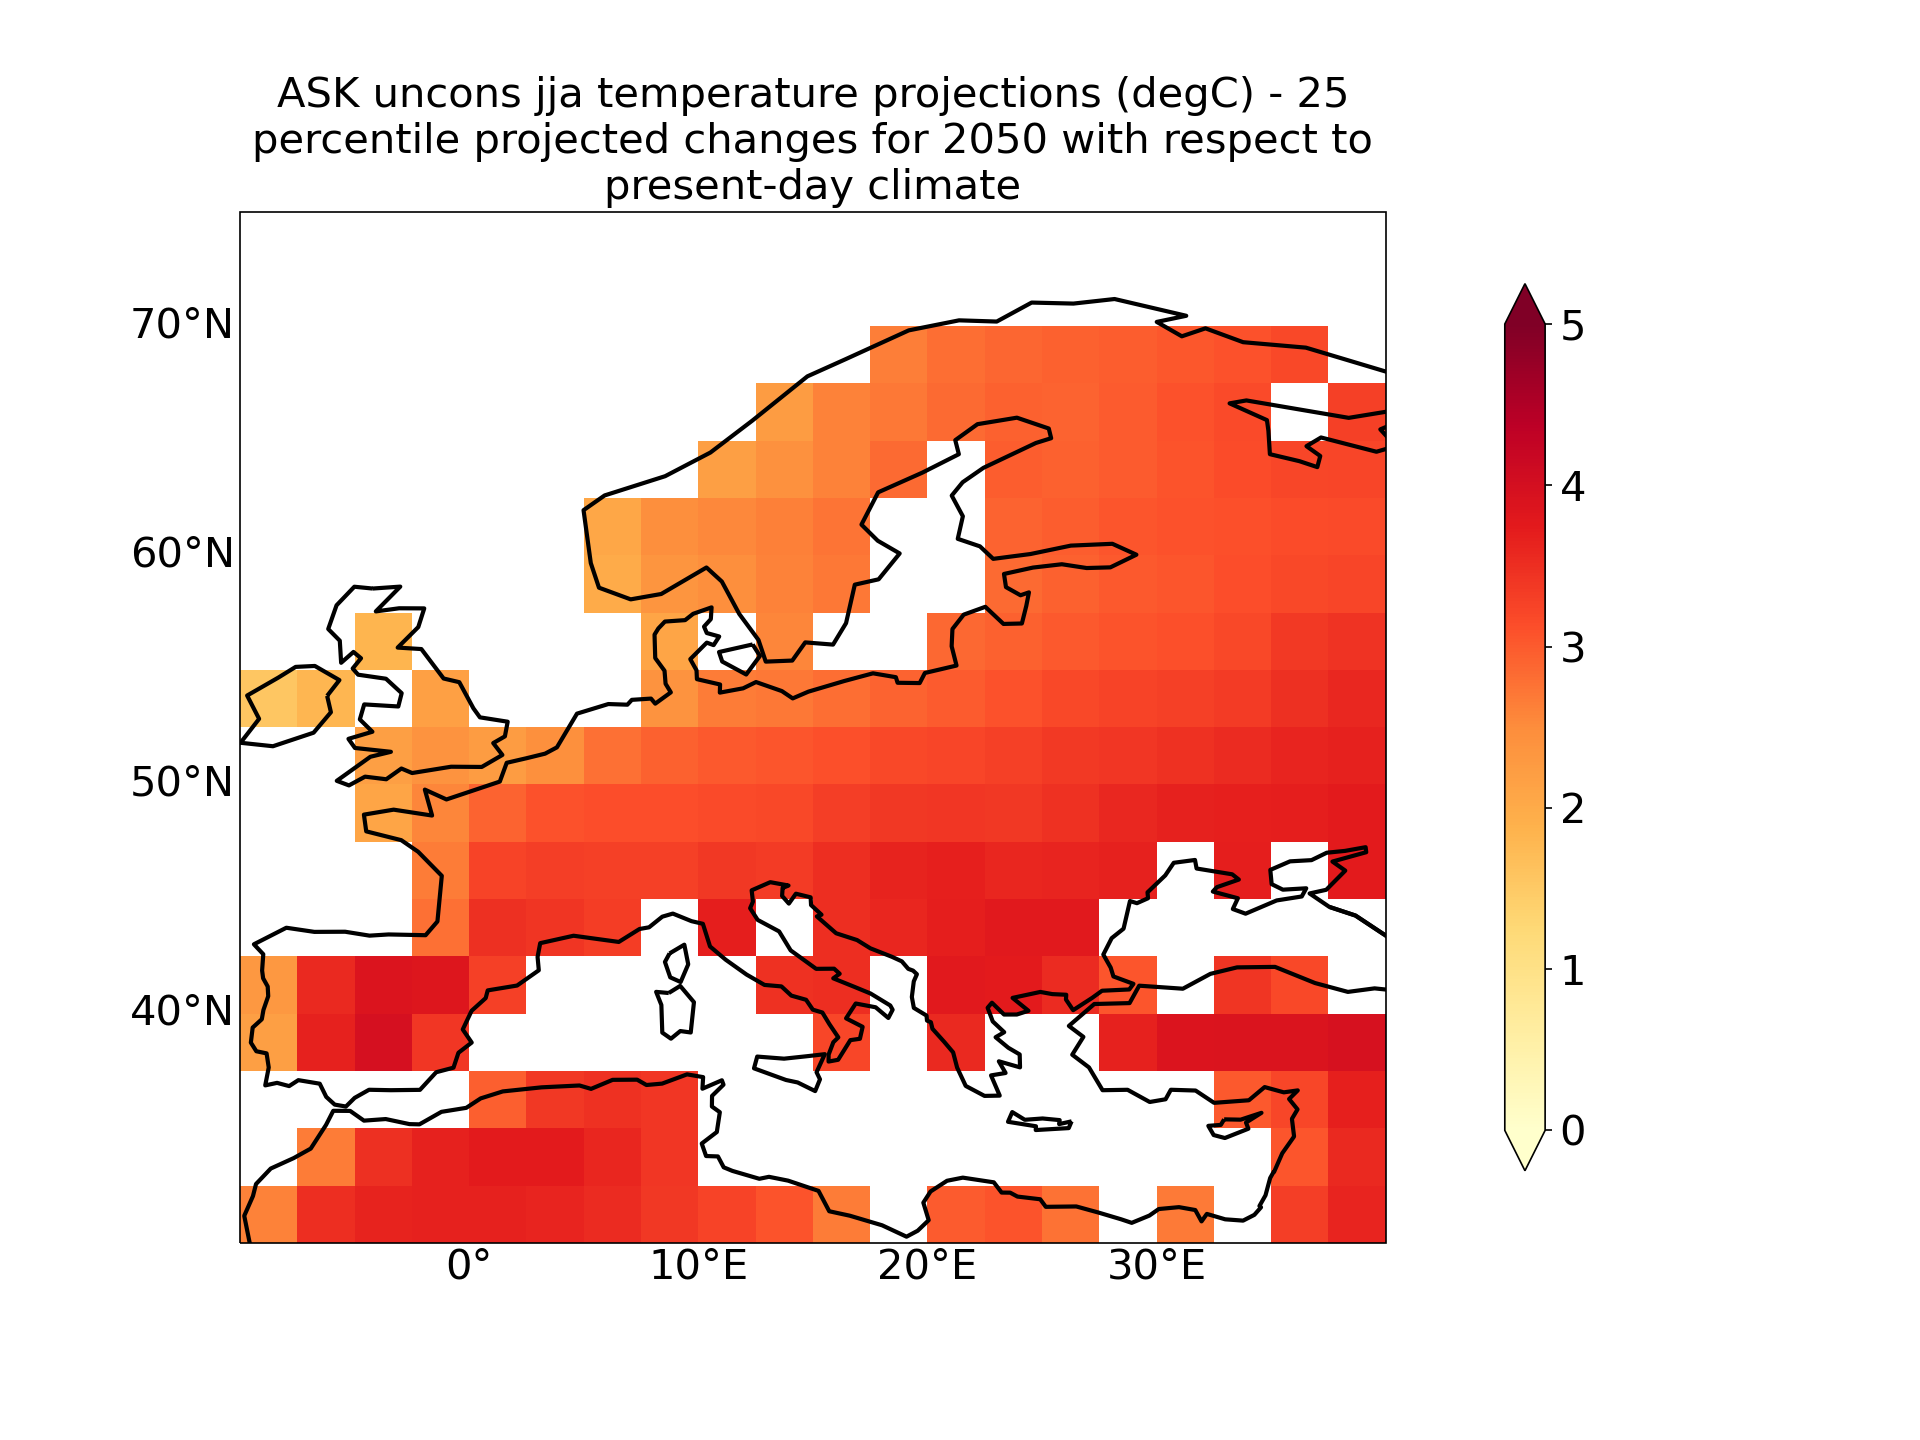 ASK uncons jja temperature projections (degC) - 25
percentile projected changes for 2050 with respect to
present-day climate
70°N
60°N
50°N
40°N
0°
10°E
20°E
30°E
5
4
3
2
1
0